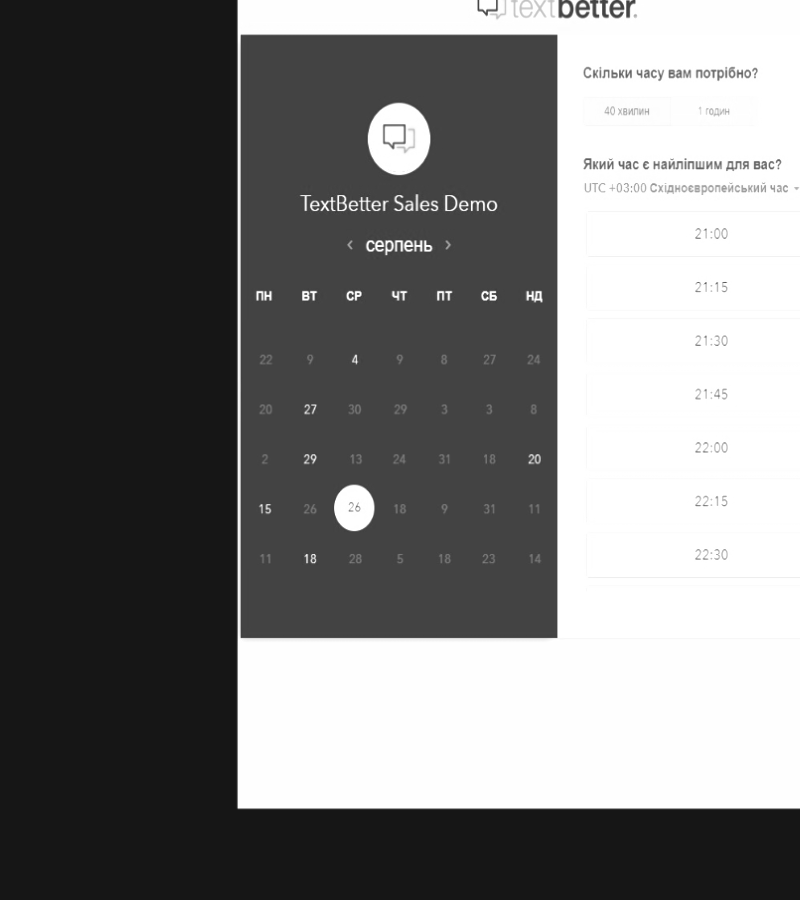 textbetter.
TextBetter Sales Demo
‹ серпень ›
ПН ВТ СР ЧТ ПТ СБ НД
22 9 4 9 8 27 24
20 27 30 29 3 3 8
2 29 13 24 31 18 20
15 26 26 18 9 31 11
11 18 28 5 18 23 14
Скільки часу вам потрібно?
40 хвилин 1 годин
Який час є найліпшим для вас?
UTC +03:00 Східноєвропейський час
21:00
21:15
21:30
21:45
22:00
22:15
22:30